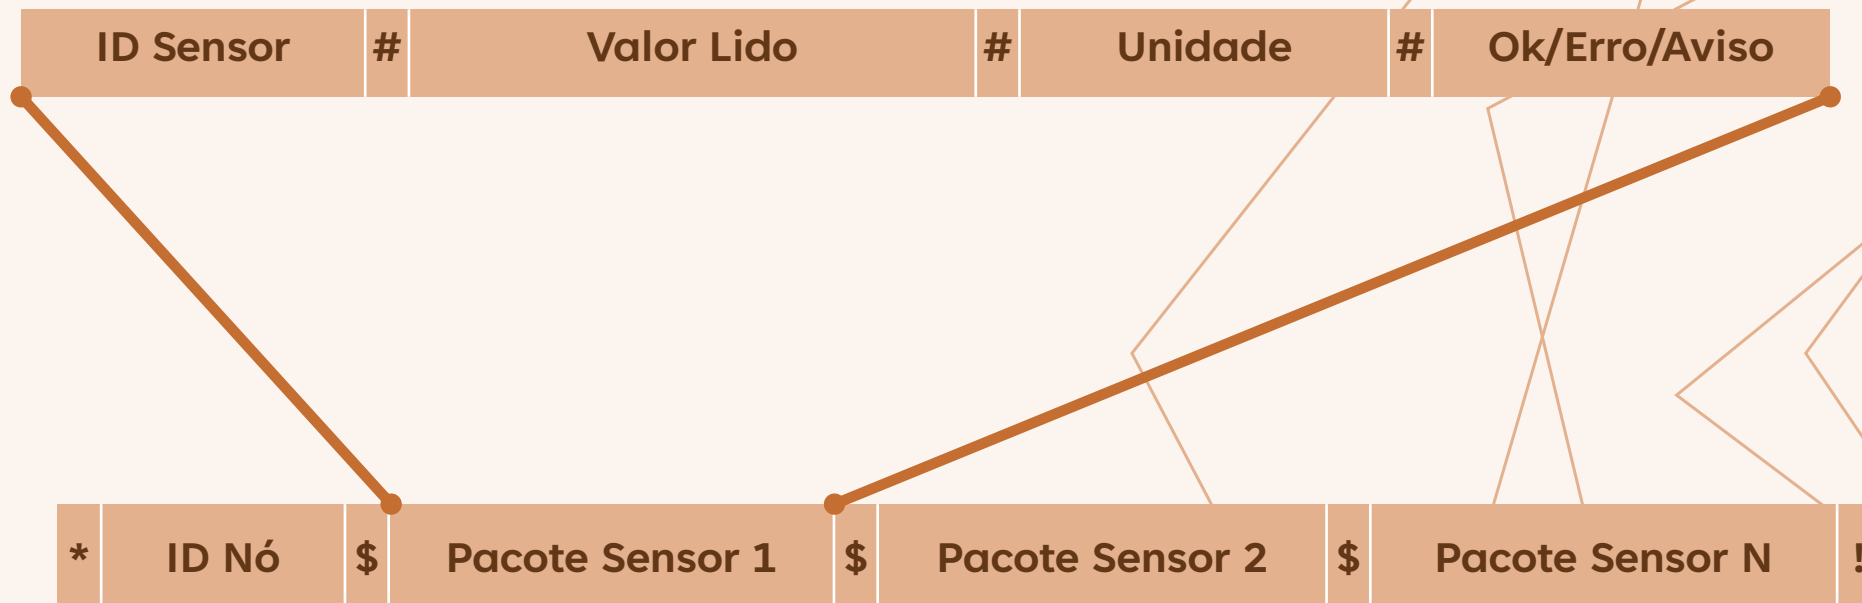 ID Sensor # Valor Lido # Unidade # Ok/Erro/Aviso
* ID Nó $ Pacote Sensor 1 $ Pacote Sensor 2 $ Pacote Sensor N !